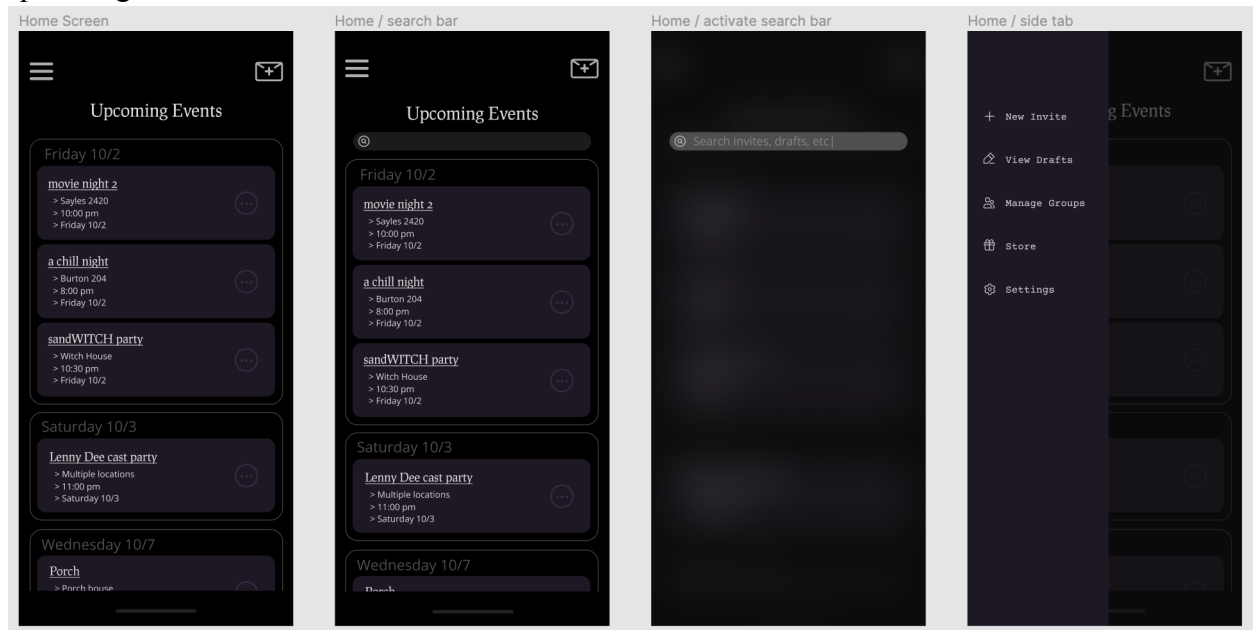 Home Screen
Upcoming Events
Friday 10/2
movie night 2
> Sayles 2420
> 10:00 pm
> Friday 10/2
a chill night
> Burton 204
> 8:00 pm
> Friday 10/2
sandWITCH party
> Witch House
> 10:30 pm
> Friday 10/2
Saturday 10/3
Lenny Dee cast party
> Multiple locations
> 11:00 pm
> Saturday 10/3
Wednesday 10/7
Porch
> Porch house
Home / search bar
Upcoming Events
Friday 10/2
movie night 2
> Sayles 2420
> 10:00 pm
> Friday 10/2
a chill night
> Burton 204
> 8:00 pm
> Friday 10/2
sandWITCH party
> Witch House
> 10:30 pm
> Friday 10/2
Saturday 10/3
Lenny Dee cast party
> Multiple locations
> 11:00 pm
> Saturday 10/3
Wednesday 10/7
Porch
Home / activate search bar
Search invites, drafts, etc|
Home / side tab
g Events
New Invite
View Drafts
Manage Groups
Store
Settings